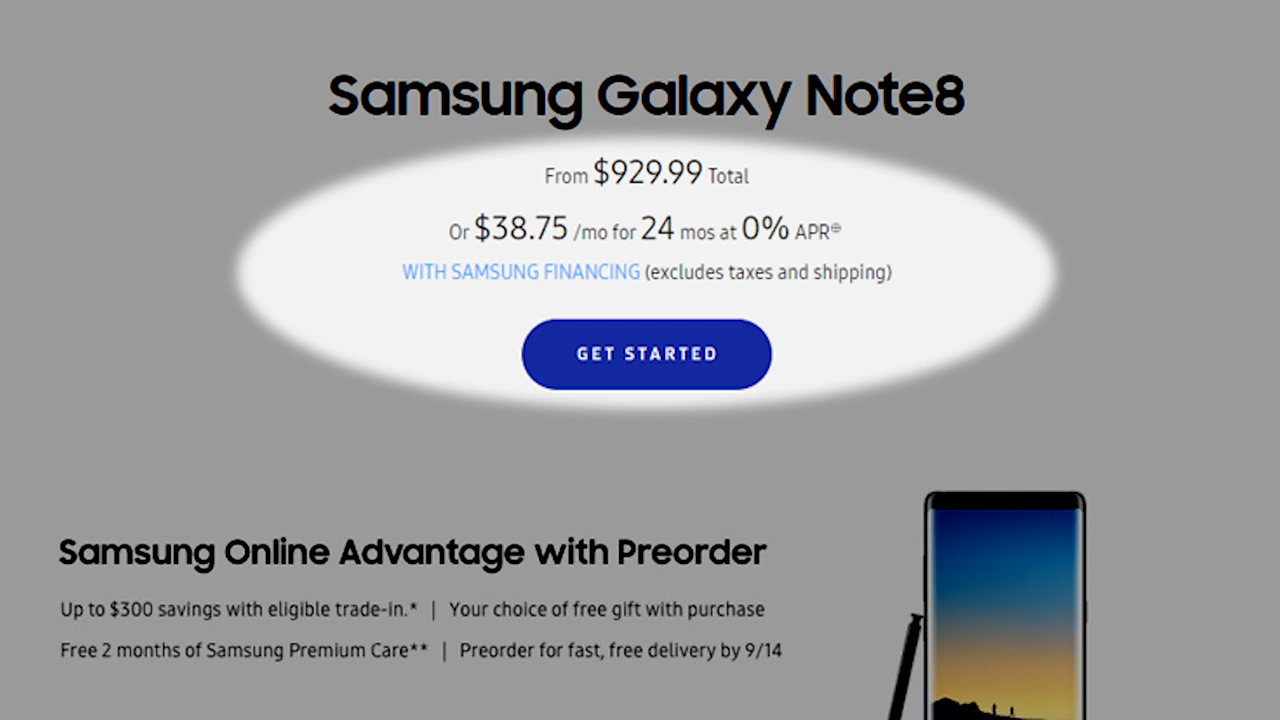 Samsung Galaxy Note8
From $929.99 Total
Or $38.75 /mo for 24 mos at 0% APR⊕
WITH SAMSUNG FINANCING (excludes taxes and shipping)
GET STARTED
Samsung Online Advantage with Preorder
Up to $300 savings with eligible trade-in.* | Your choice of free gift with purchase
Free 2 months of Samsung Premium Care** | Preorder for fast, free delivery by 9/14